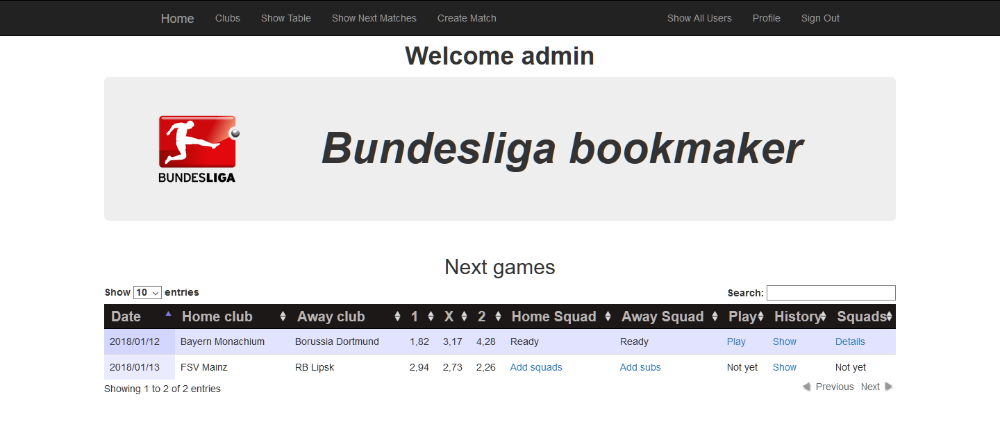 Home Clubs Show Table Show Next Matches Create Match Show All Users Profile Sign Out
Welcome admin
BUNDESLIGA
Bundesliga bookmaker
Next games
Show 10 entries Search:
Date Home club Away club 1 X 2 Home Squad Away Squad Play History Squads
2018/01/12 Bayern Monachium Borussia Dortmund 1,82 3,17 4,28 Ready Ready Play Show Details
2018/01/13 FSV Mainz RB Lipsk 2,94 2,73 2,26 Add squads Add subs Not yet Show Not yet
Showing 1 to 2 of 2 entries Previous Next